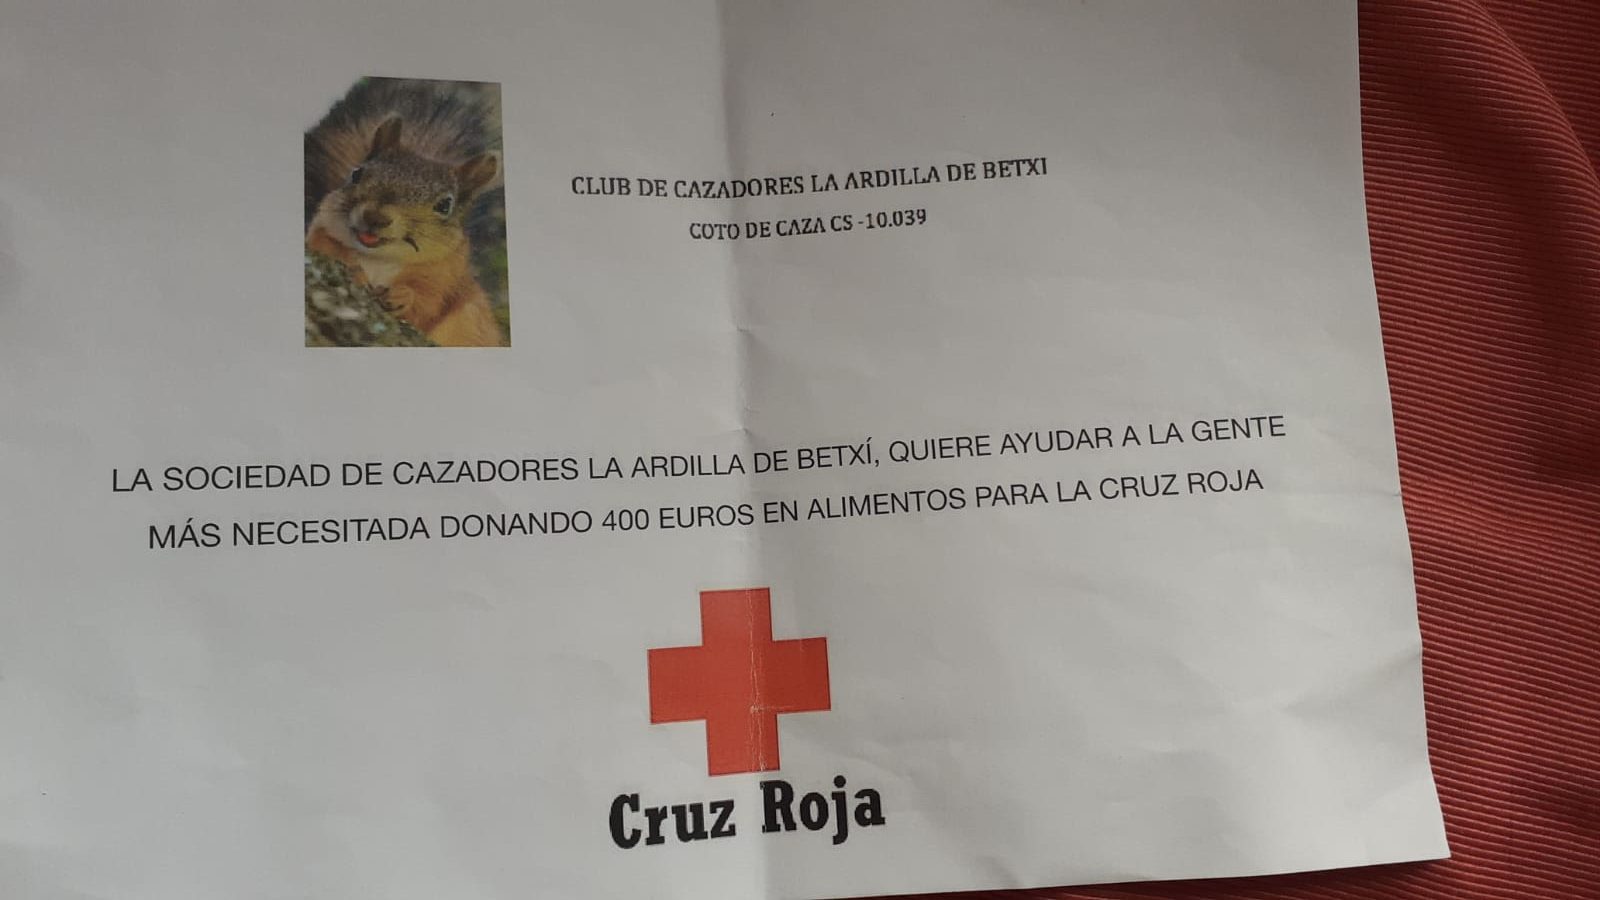 CLUB DE CAZADORES LA ARDILLA DE BETXI
COTO DE CAZA CS -10.039
LA SOCIEDAD DE CAZADORES LA ARDILLA DE BETXÍ, QUIERE AYUDAR A LA GENTE
MÁS NECESITADA DONANDO 400 EUROS EN ALIMENTOS PARA LA CRUZ ROJA
Cruz Roja